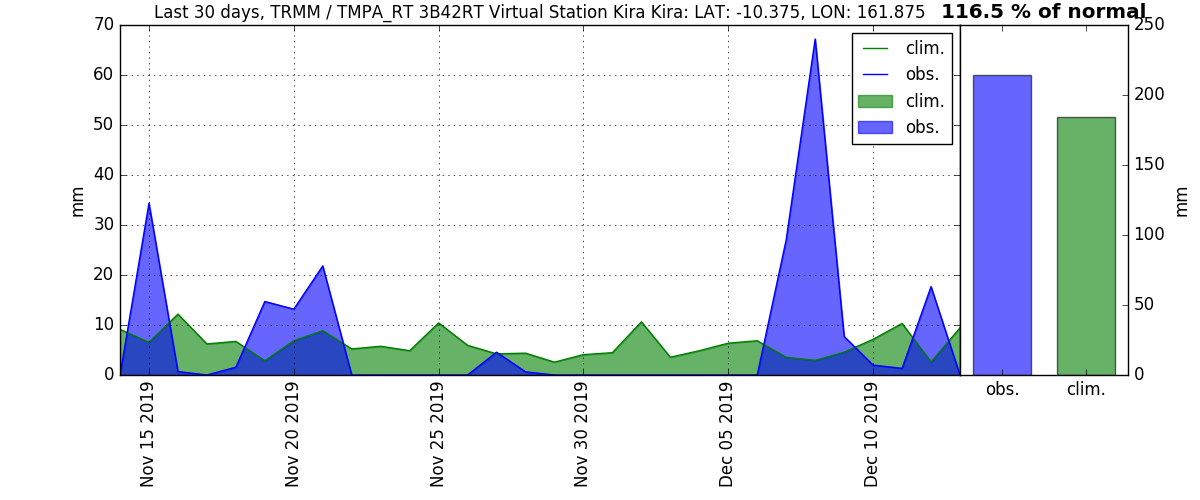 Last 30 days, TRMM / TMPA_RT 3B42RT Virtual Station Kira Kira: LAT: -10.375, LON: 161.875 116.5 % of normal
70
60
50
40
30
20
10
0
mm
clim.
obs.
clim.
obs.
250
200
150
100
50
0
mm
Nov 15 2019
Nov 20 2019
Nov 25 2019
Nov 30 2019
Dec 05 2019
Dec 10 2019
obs.
clim.